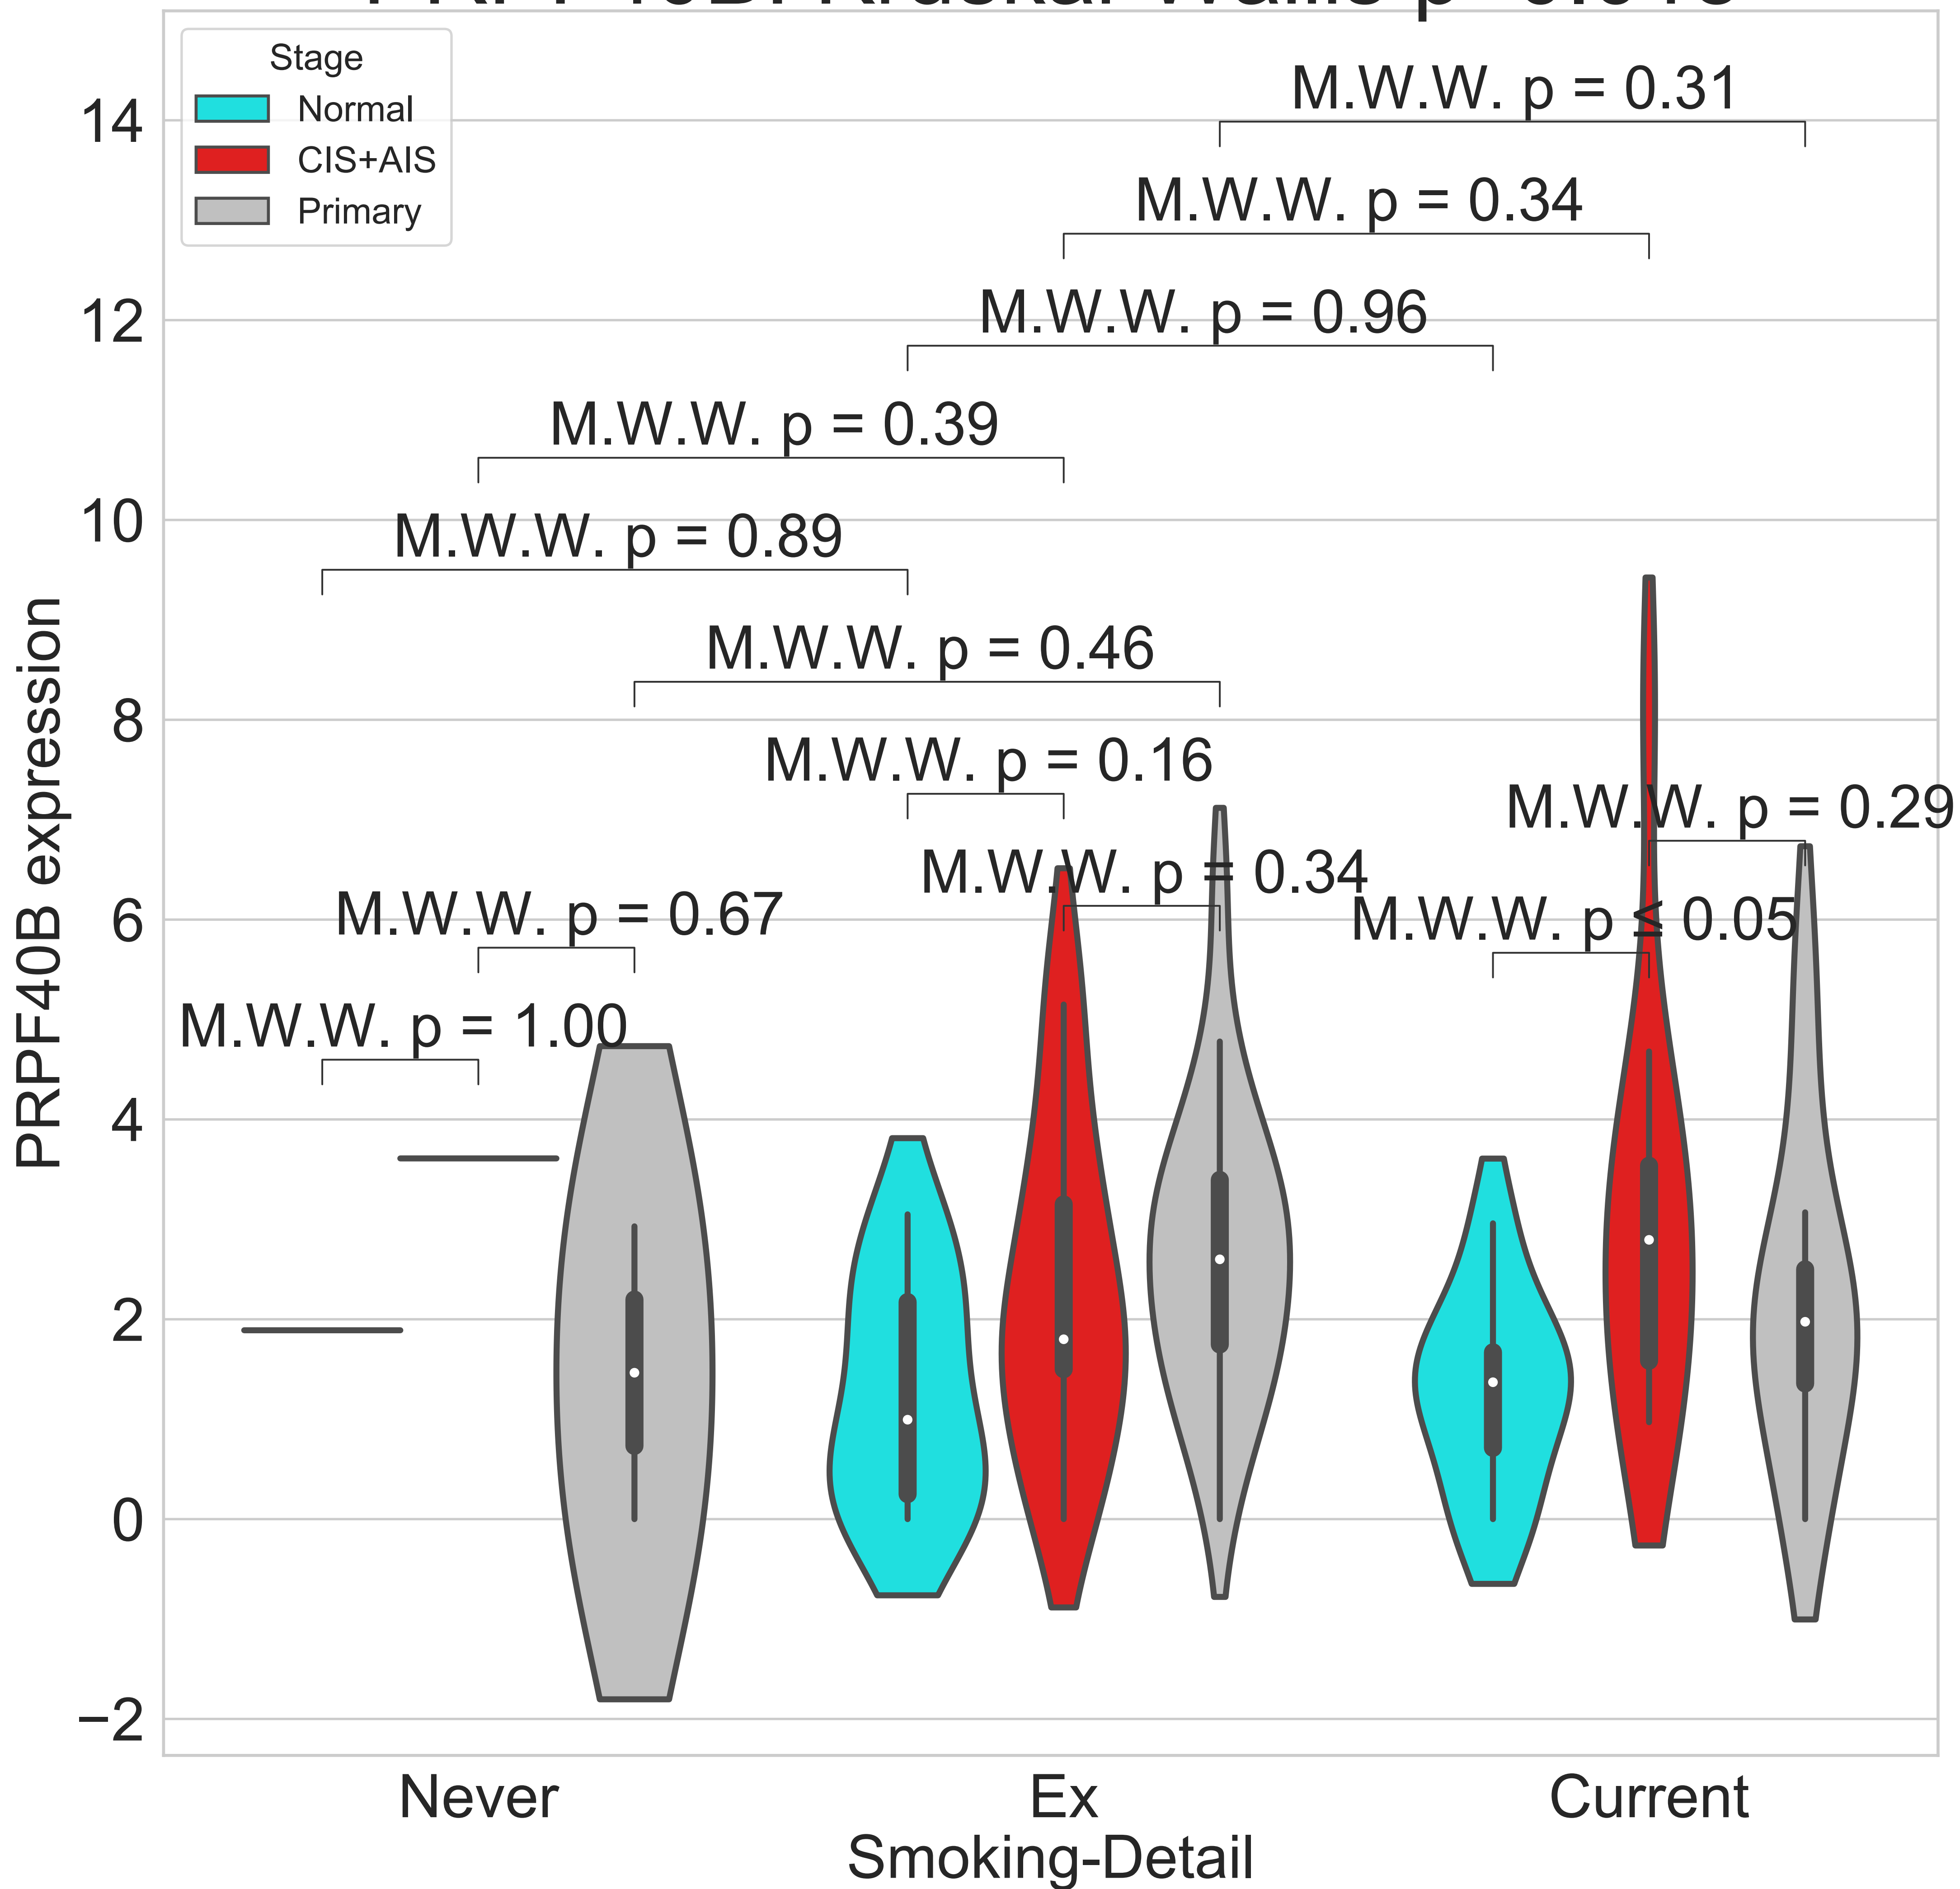 Stage
Normal
CIS+AIS
Primary
M.W.W. p = 0.31
14
M.W.W. p = 0.34
M.W.W. p = 0.96
12
M.W.W. p = 0.39
M.W.W. p = 0.89
10
M.W.W. p = 0.46
8
M.W.W. p = 0.16
M.W.W. p = 0.29
M.W.W. p = 0.34
M.W.W. p = 0.67
M.W.W. p ≤ 0.05
6
M.W.W. p = 1.00
4
2
0
−2
PRPF40B expression
Never
Ex
Current
Smoking-Detail